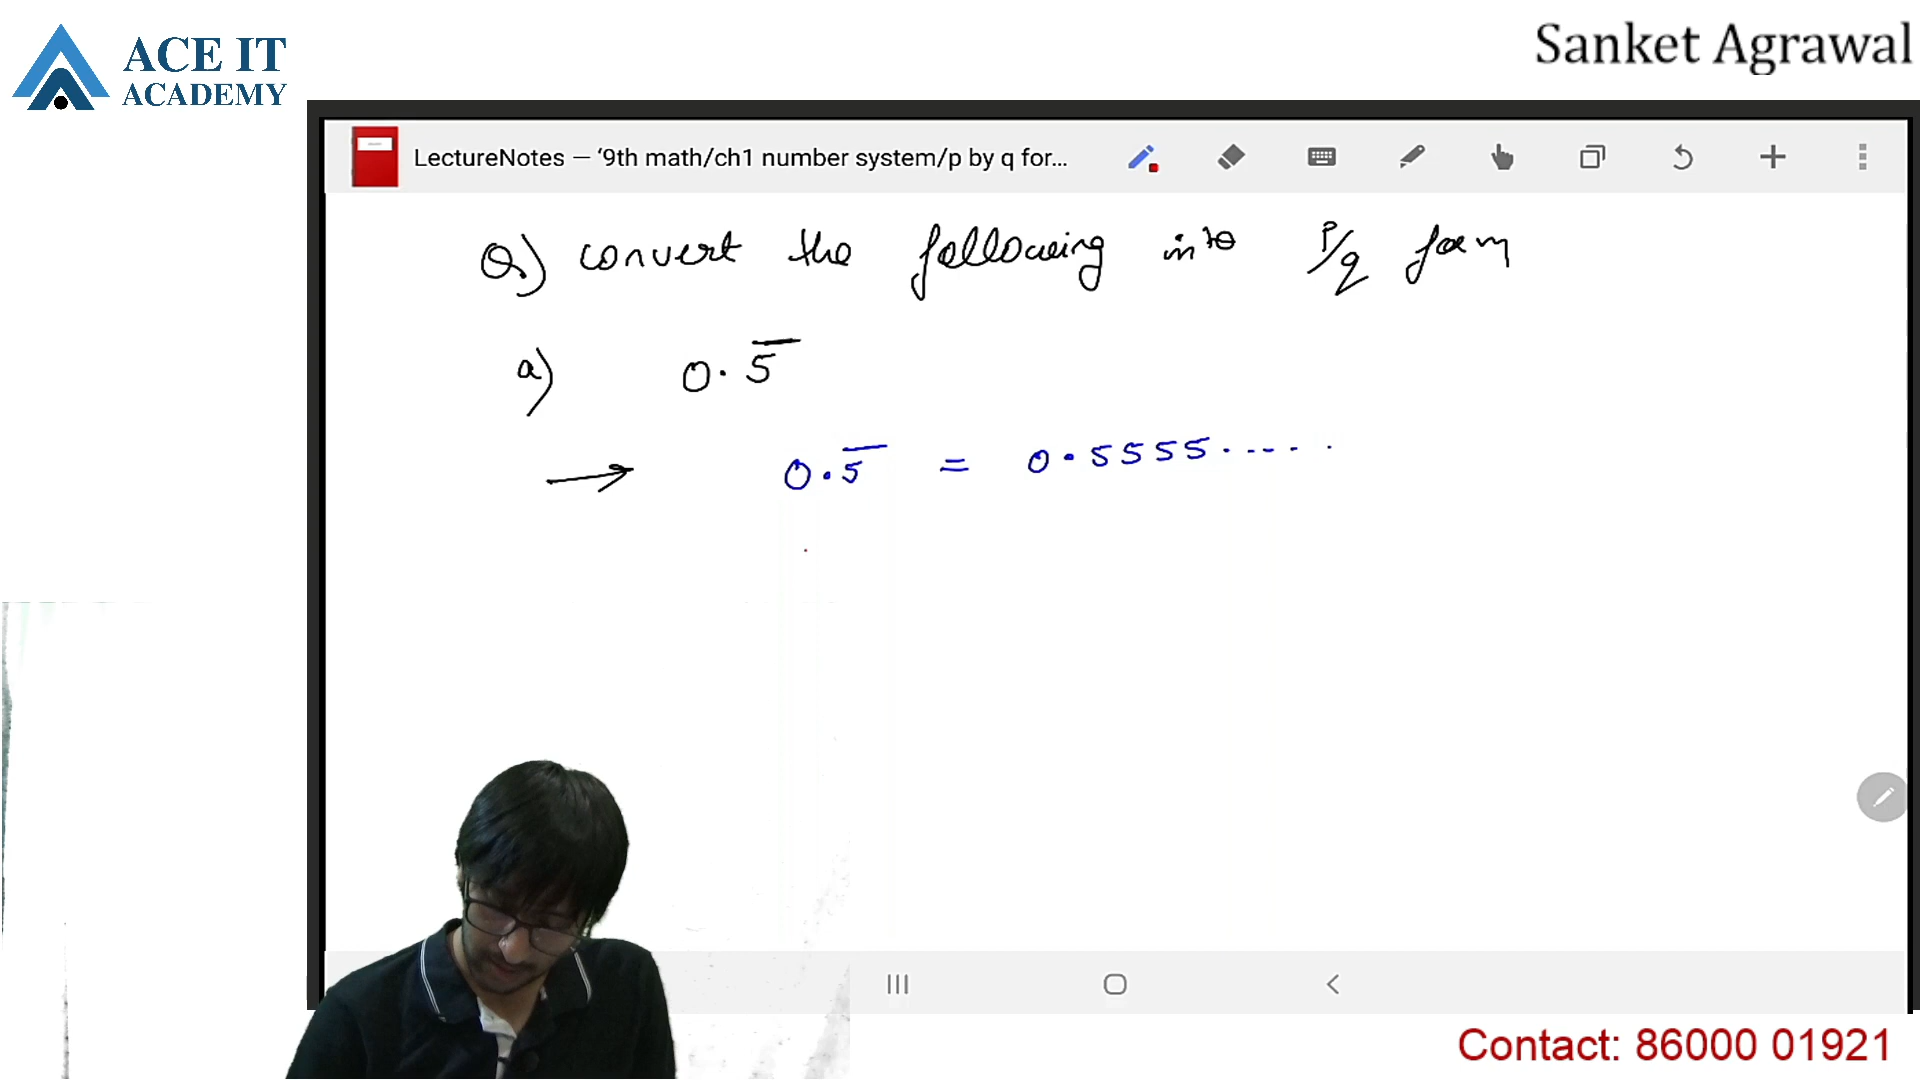 ACE IT
ACADEMY
Sanket Agrawal
LectureNotes — ‘9th math/ch1 number system/p by q for...
Q) convert the following into P/q form
a) 0.5̅
→ 0.5̅ = 0.5555.....
Contact: 86000 01921